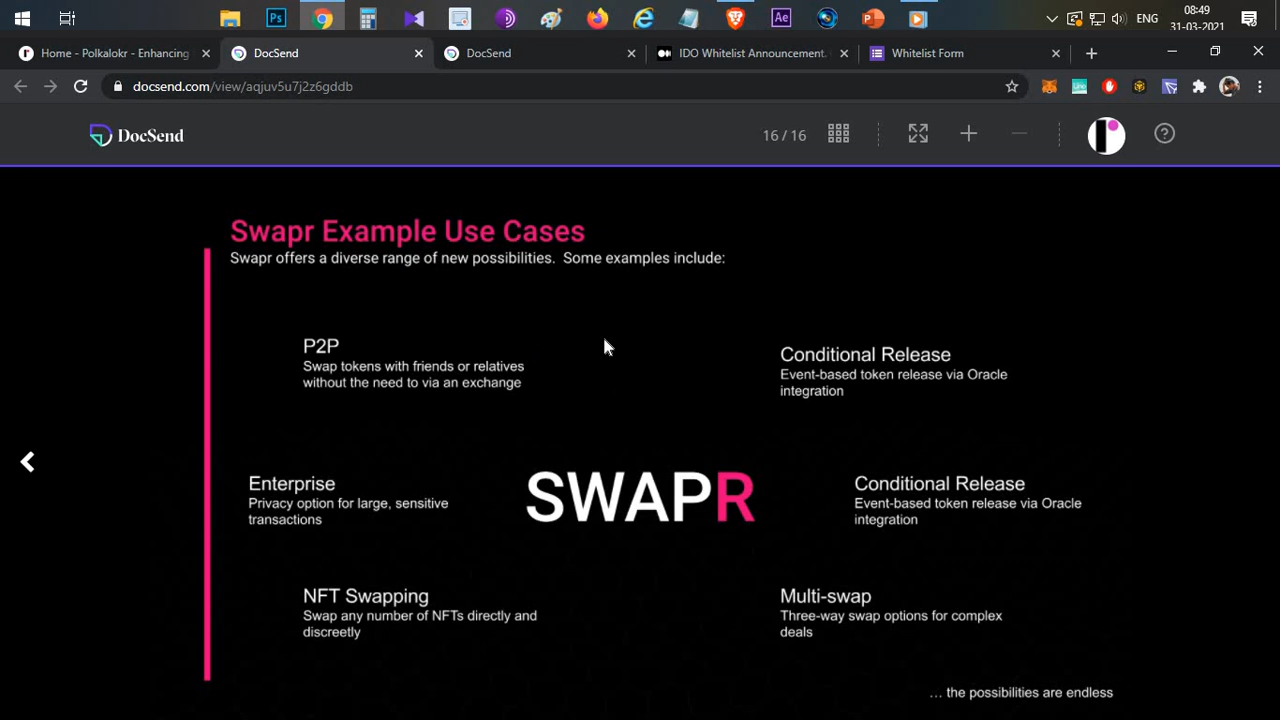 Ps
Ae
ENG
08:49
31-03-2021
Home - Polkalokr - Enhancing
DocSend
DocSend
IDO Whitelist Announcement.
Whitelist Form
docsend.com/view/aqjuv5u7j2z6gddb
DocSend
16 / 16
Swapr Example Use Cases
Swapr offers a diverse range of new possibilities. Some examples include:
P2P
Swap tokens with friends or relatives
without the need to via an exchange
Conditional Release
Event-based token release via Oracle
integration
Enterprise
Privacy option for large, sensitive
transactions
SWAPR
Conditional Release
Event-based token release via Oracle
integration
NFT Swapping
Swap any number of NFTs directly and
discreetly
Multi-swap
Three-way swap options for complex
deals
... the possibilities are endless